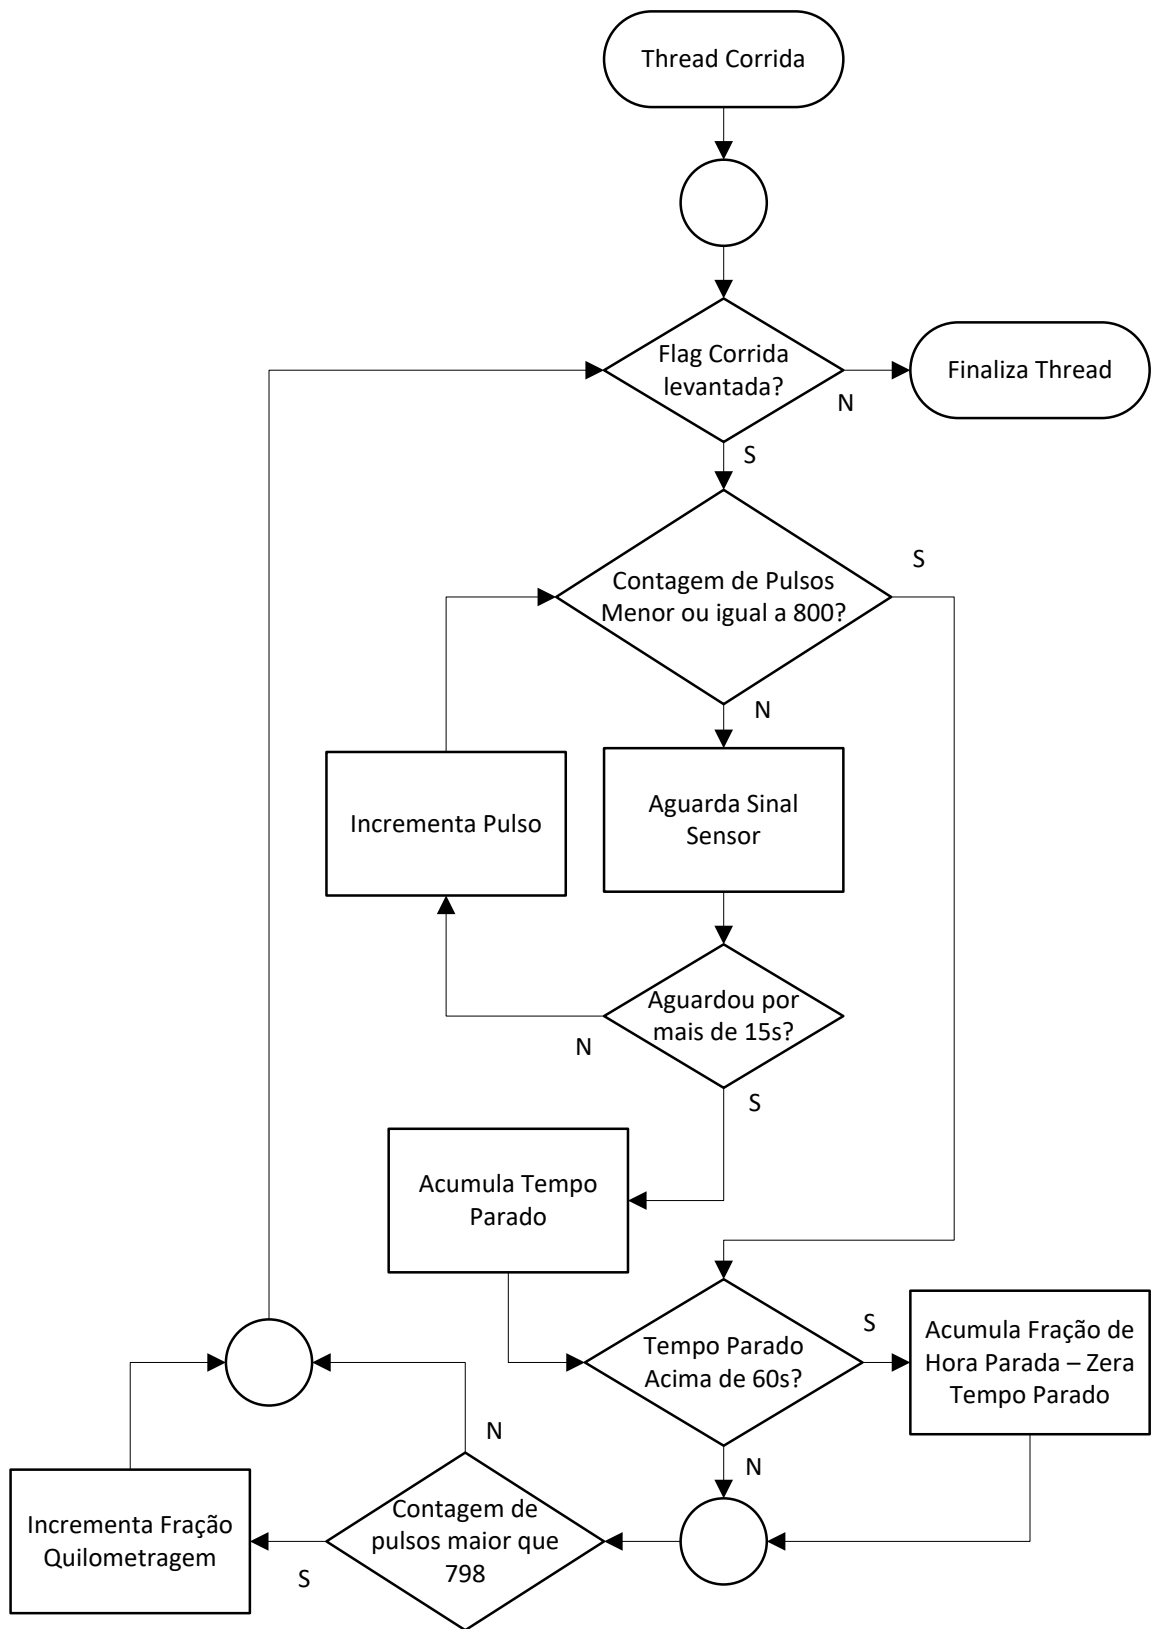 Thread Corrida
Flag Corrida
levantada?
Finaliza Thread
N
S
Contagem de Pulsos
Menor ou igual a 800?
S
N
Incrementa Pulso
Aguarda Sinal
Sensor
Aguardou por
mais de 15s?
N
S
Acumula Tempo
Parado
Tempo Parado
Acima de 60s?
S
Acumula Fração de
Hora Parada – Zera
Tempo Parado
N
N
Contagem de
pulsos maior que
798
S
Incrementa Fração
Quilometragem